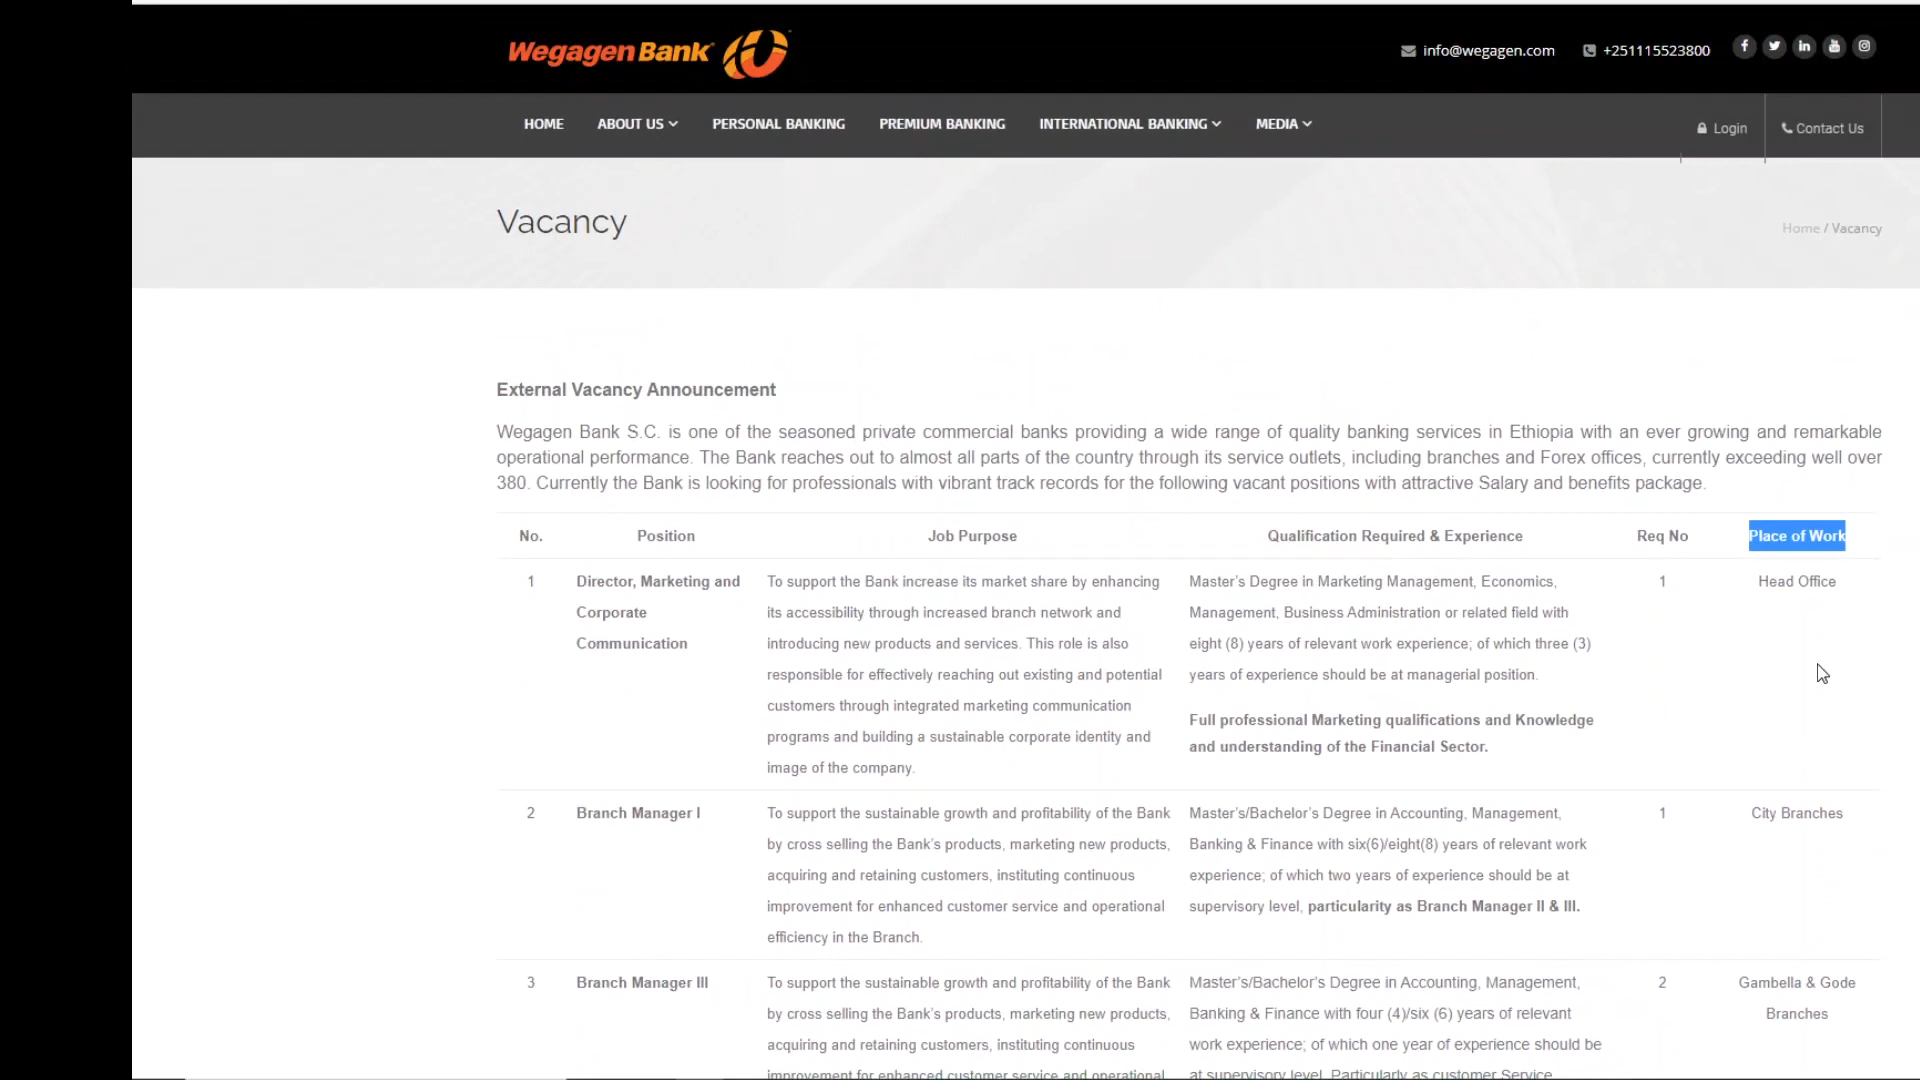 Wegagen Bank
info@wegagen.com
+251115523800
HOME
ABOUT US
PERSONAL BANKING
PREMIUM BANKING
INTERNATIONAL BANKING
MEDIA
Login
Contact Us
Vacancy
Home / Vacancy
External Vacancy Announcement
Wegagen Bank S.C. is one of the seasoned private commercial banks providing a wide range of quality banking services in Ethiopia with an ever growing and remarkable
operational performance. The Bank reaches out to almost all parts of the country through its service outlets, including branches and Forex offices, currently exceeding well over
380. Currently the Bank is looking for professionals with vibrant track records for the following vacant positions with attractive Salary and benefits package.
No. Position Job Purpose Qualification Required & Experience Req No Place of Work
1
Director, Marketing and
Corporate
Communication
To support the Bank increase its market share by enhancing
its accessibility through increased branch network and
introducing new products and services. This role is also
responsible for effectively reaching out existing and potential
customers through integrated marketing communication
programs and building a sustainable corporate identity and
image of the company.
Master's Degree in Marketing Management, Economics,
Management, Business Administration or related field with
eight (8) years of relevant work experience; of which three (3)
years of experience should be at managerial position.
Full professional Marketing qualifications and Knowledge
and understanding of the Financial Sector.
1
Head Office
2
Branch Manager I
To support the sustainable growth and profitability of the Bank
by cross selling the Bank's products, marketing new products,
acquiring and retaining customers, instituting continuous
improvement for enhanced customer service and operational
efficiency in the Branch.
Master's/Bachelor's Degree in Accounting, Management,
Banking & Finance with six(6)/eight(8) years of relevant work
experience; of which two years of experience should be at
supervisory level, particularity as Branch Manager II & III.
1
City Branches
3
Branch Manager III
To support the sustainable growth and profitability of the Bank
by cross selling the Bank's products, marketing new products,
acquiring and retaining customers, instituting continuous
improvement for enhanced customer service and operational
Master's/Bachelor's Degree in Accounting, Management,
Banking & Finance with four (4)/six (6) years of relevant
work experience; of which one year of experience should be
at supervisory level. Particularly as customer Service
2
Gambella & Gode
Branches